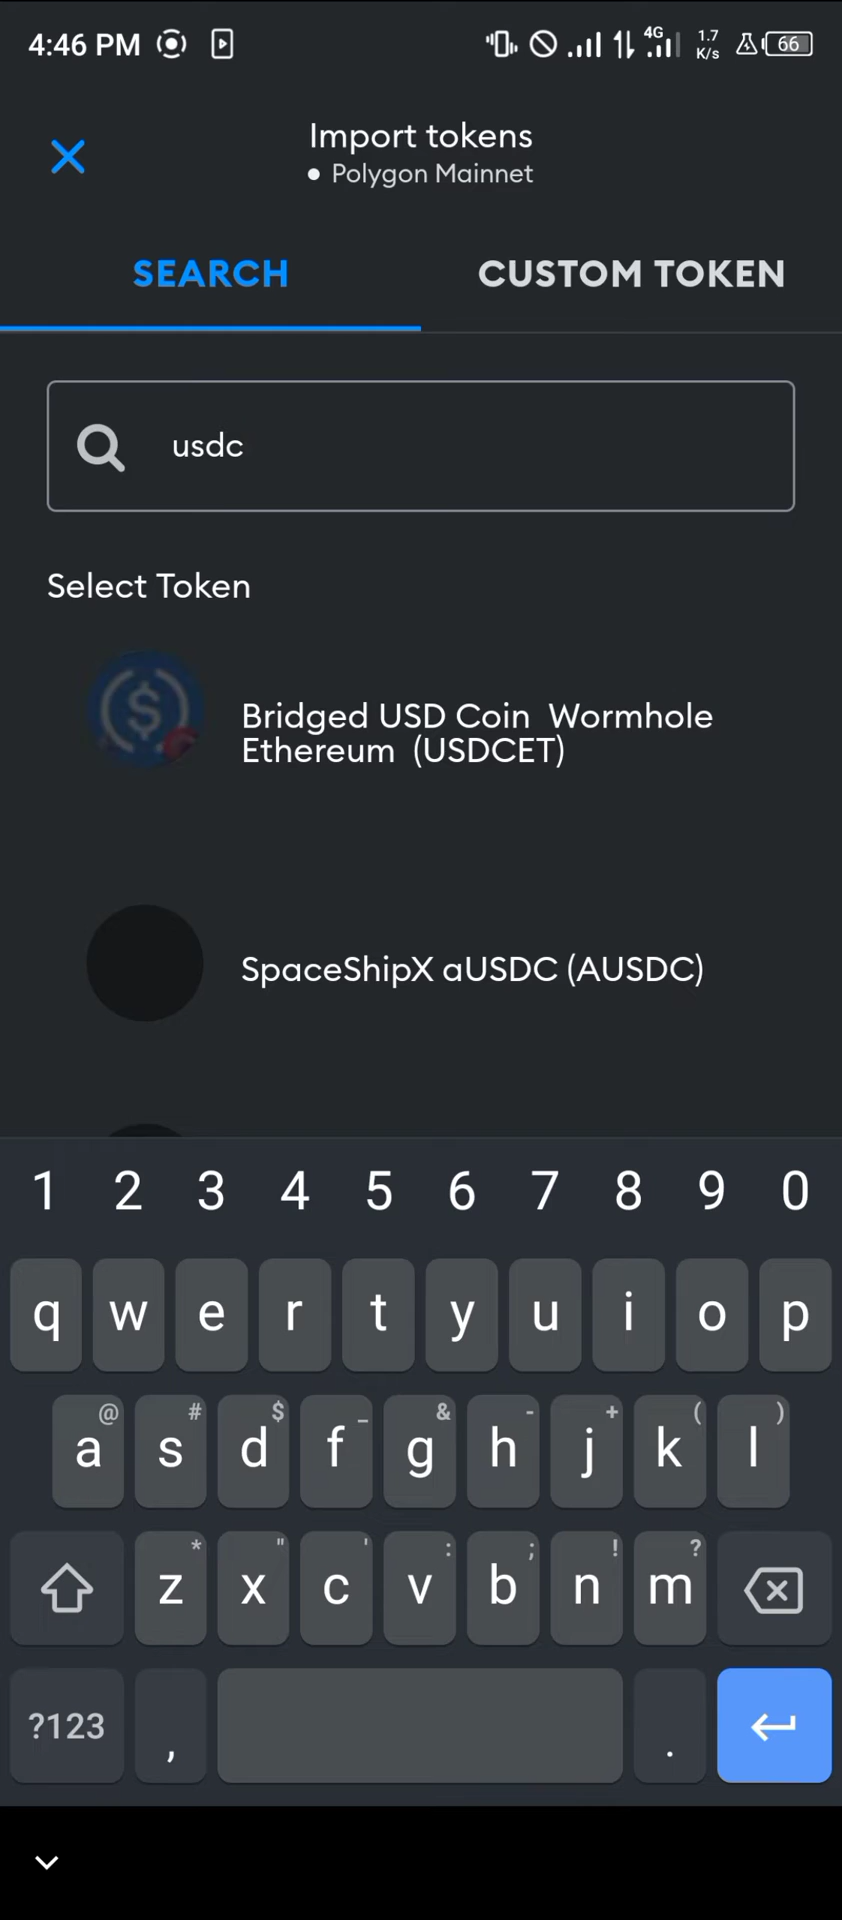 4:46 PM 4G 1.7 K/s 66
Import tokens
Polygon Mainnet
SEARCH CUSTOM TOKEN
usdc
Select Token
Bridged USD Coin Wormhole
Ethereum (USDCET)
SpaceShipX aUSDC (AUSDC)
1 2 3 4 5 6 7 8 9 0
q w e r t y u i o p
@ # $ _ & - + ( )
a s d f g h j k l
* " ' : ; ! ?
z x c v b n m
?123 , .